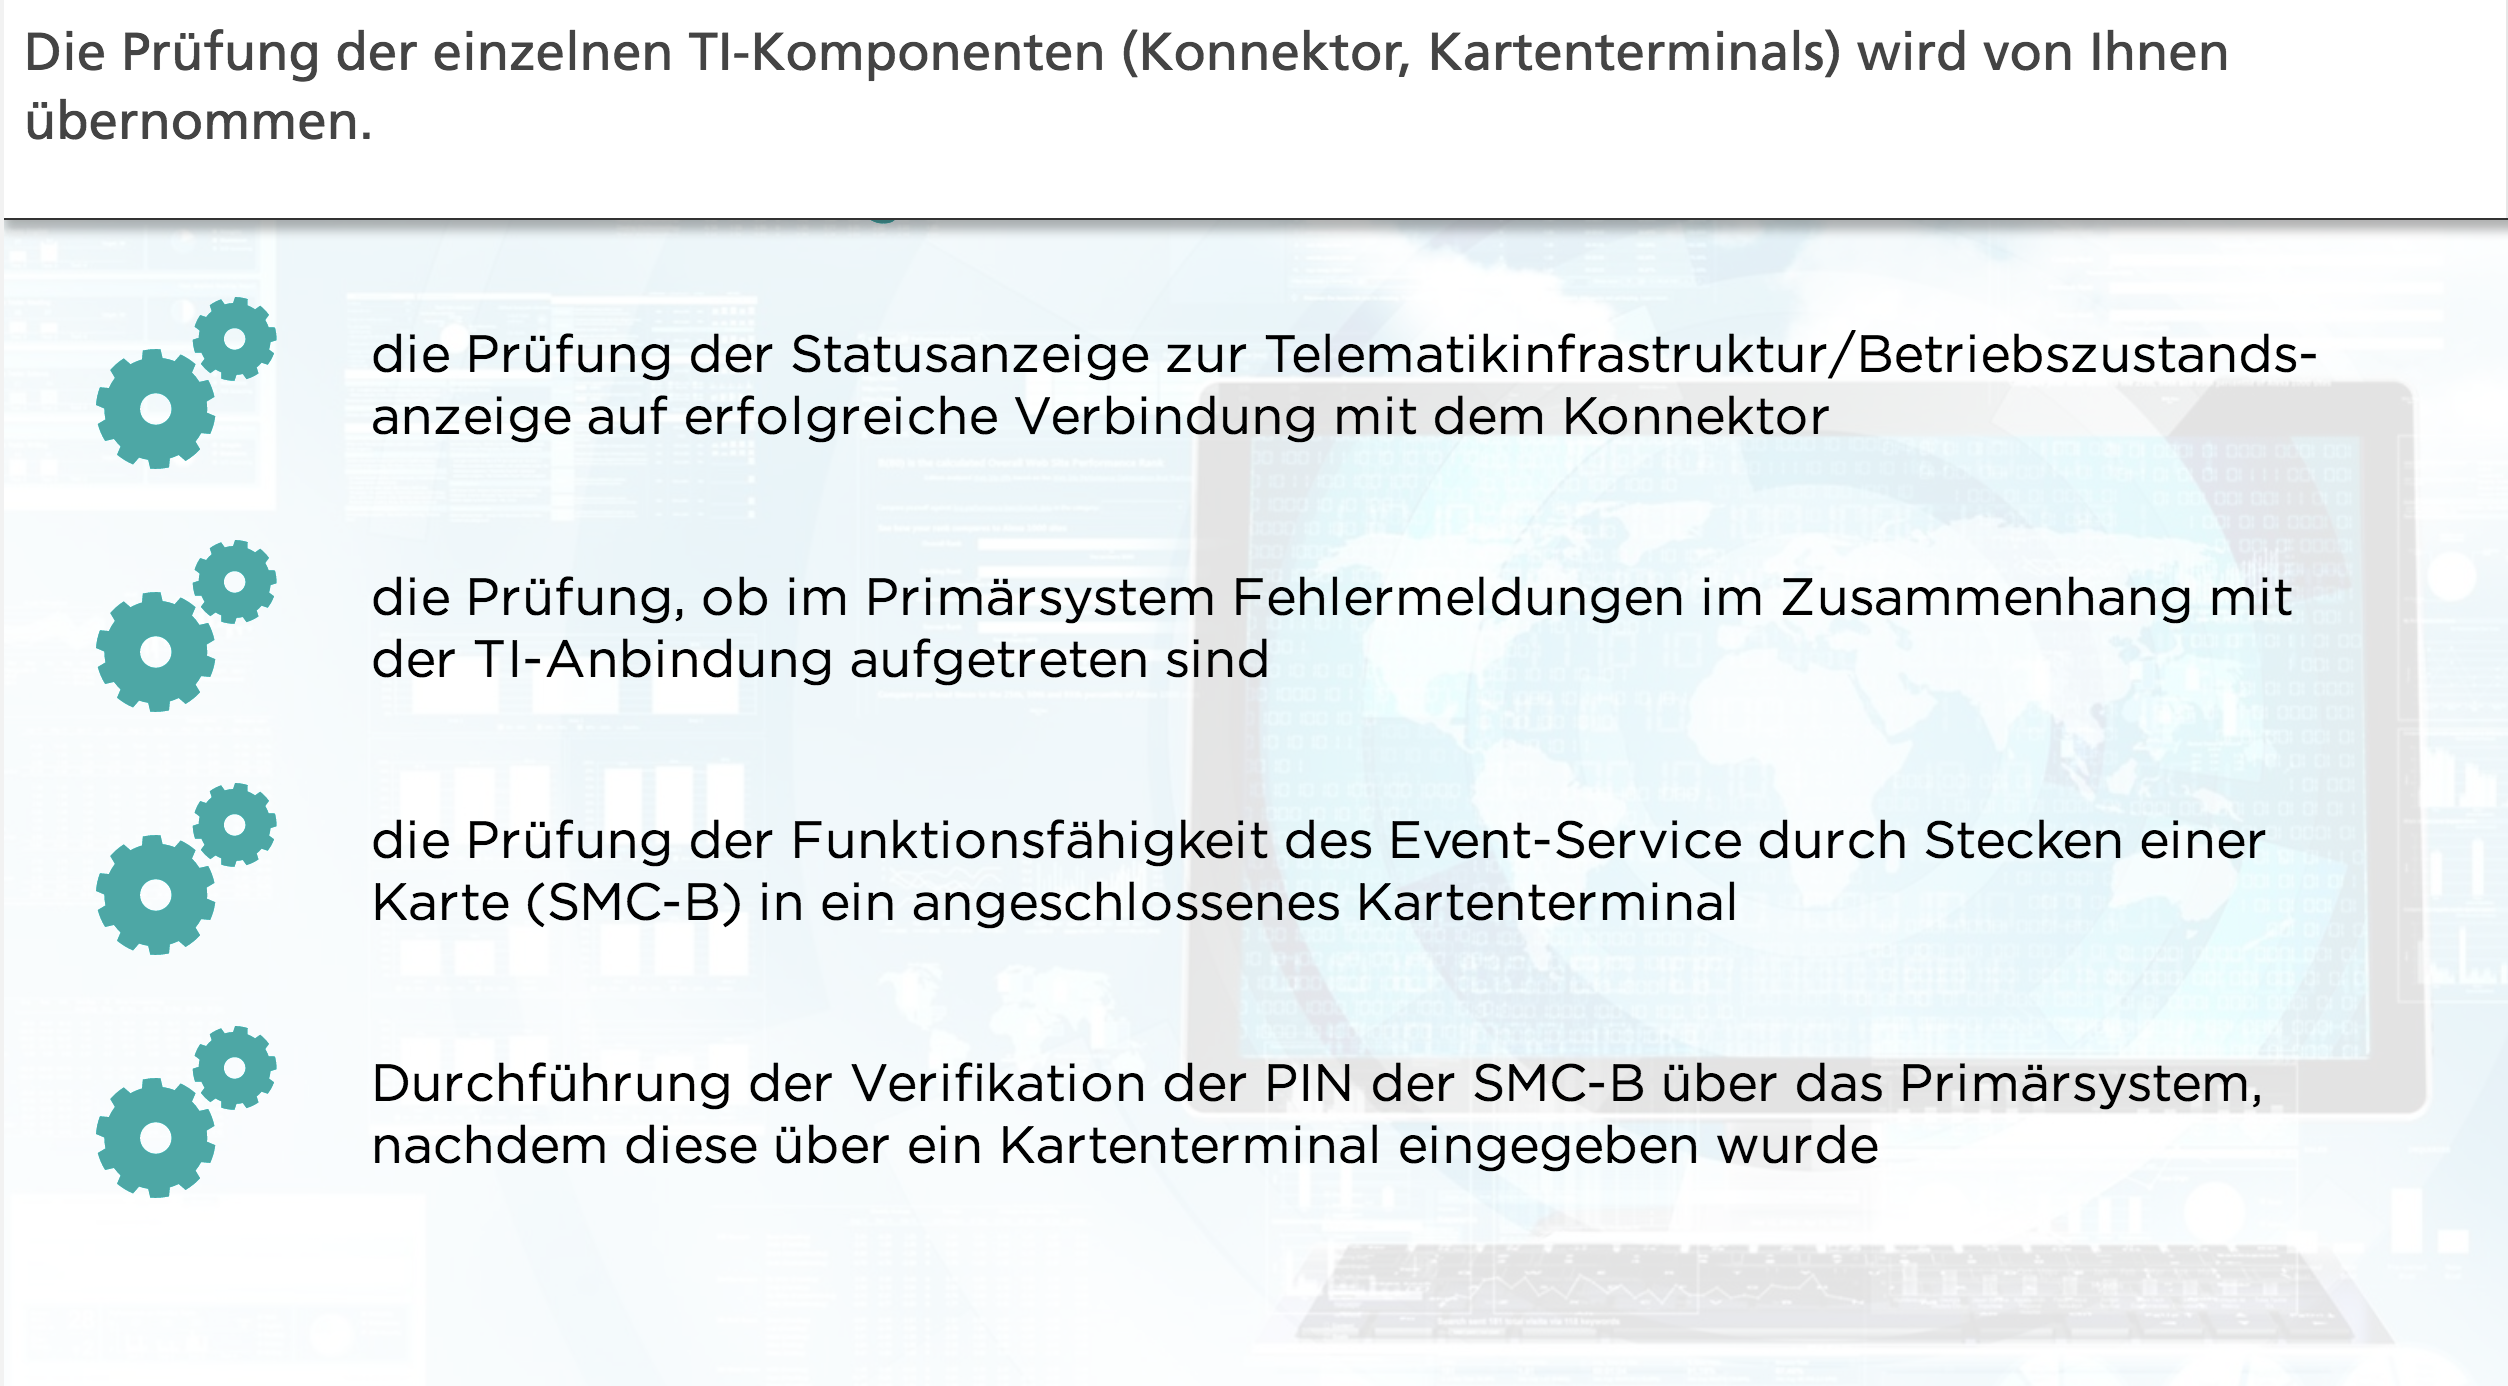 Die Prüfung der einzelnen TI-Komponenten (Konnektor, Kartenterminals) wird von Ihnen
übernommen.
die Prüfung der Statusanzeige zur Telematikinfrastruktur/Betriebszustands-
anzeige auf erfolgreiche Verbindung mit dem Konnektor
die Prüfung, ob im Primärsystem Fehlermeldungen im Zusammenhang mit
der TI-Anbindung aufgetreten sind
die Prüfung der Funktionsfähigkeit des Event-Service durch Stecken einer
Karte (SMC-B) in ein angeschlossenes Kartenterminal
Durchführung der Verifikation der PIN der SMC-B über das Primärsystem,
nachdem diese über ein Kartenterminal eingegeben wurde